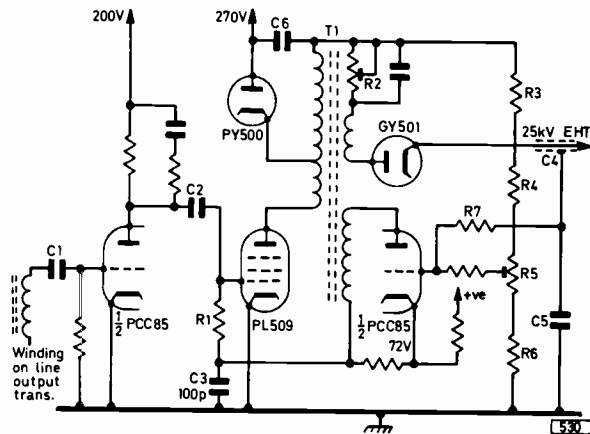 200V
270V
C6
T1
R2
R3
PY500
GY501
25kV EHT
C4
C2
R4
R7
C1
R5
+ve
½ PCC85
R1
PL509
½ PCC85
72V
C5
Winding
on line
output
trans.
C3
100p
R6
530